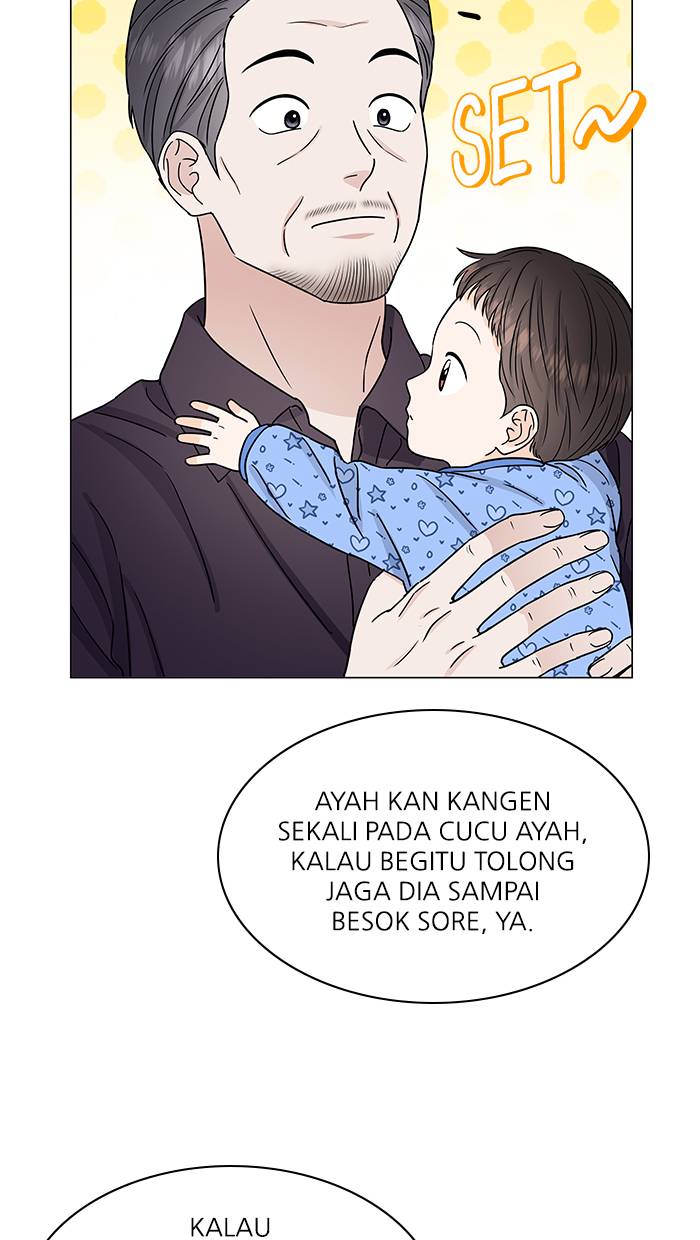 SET~
AYAH KAN KANGEN
SEKALI PADA CUCU AYAH,
KALAU BEGITU TOLONG
JAGA DIA SAMPAI
BESOK SORE, YA.
KALAU